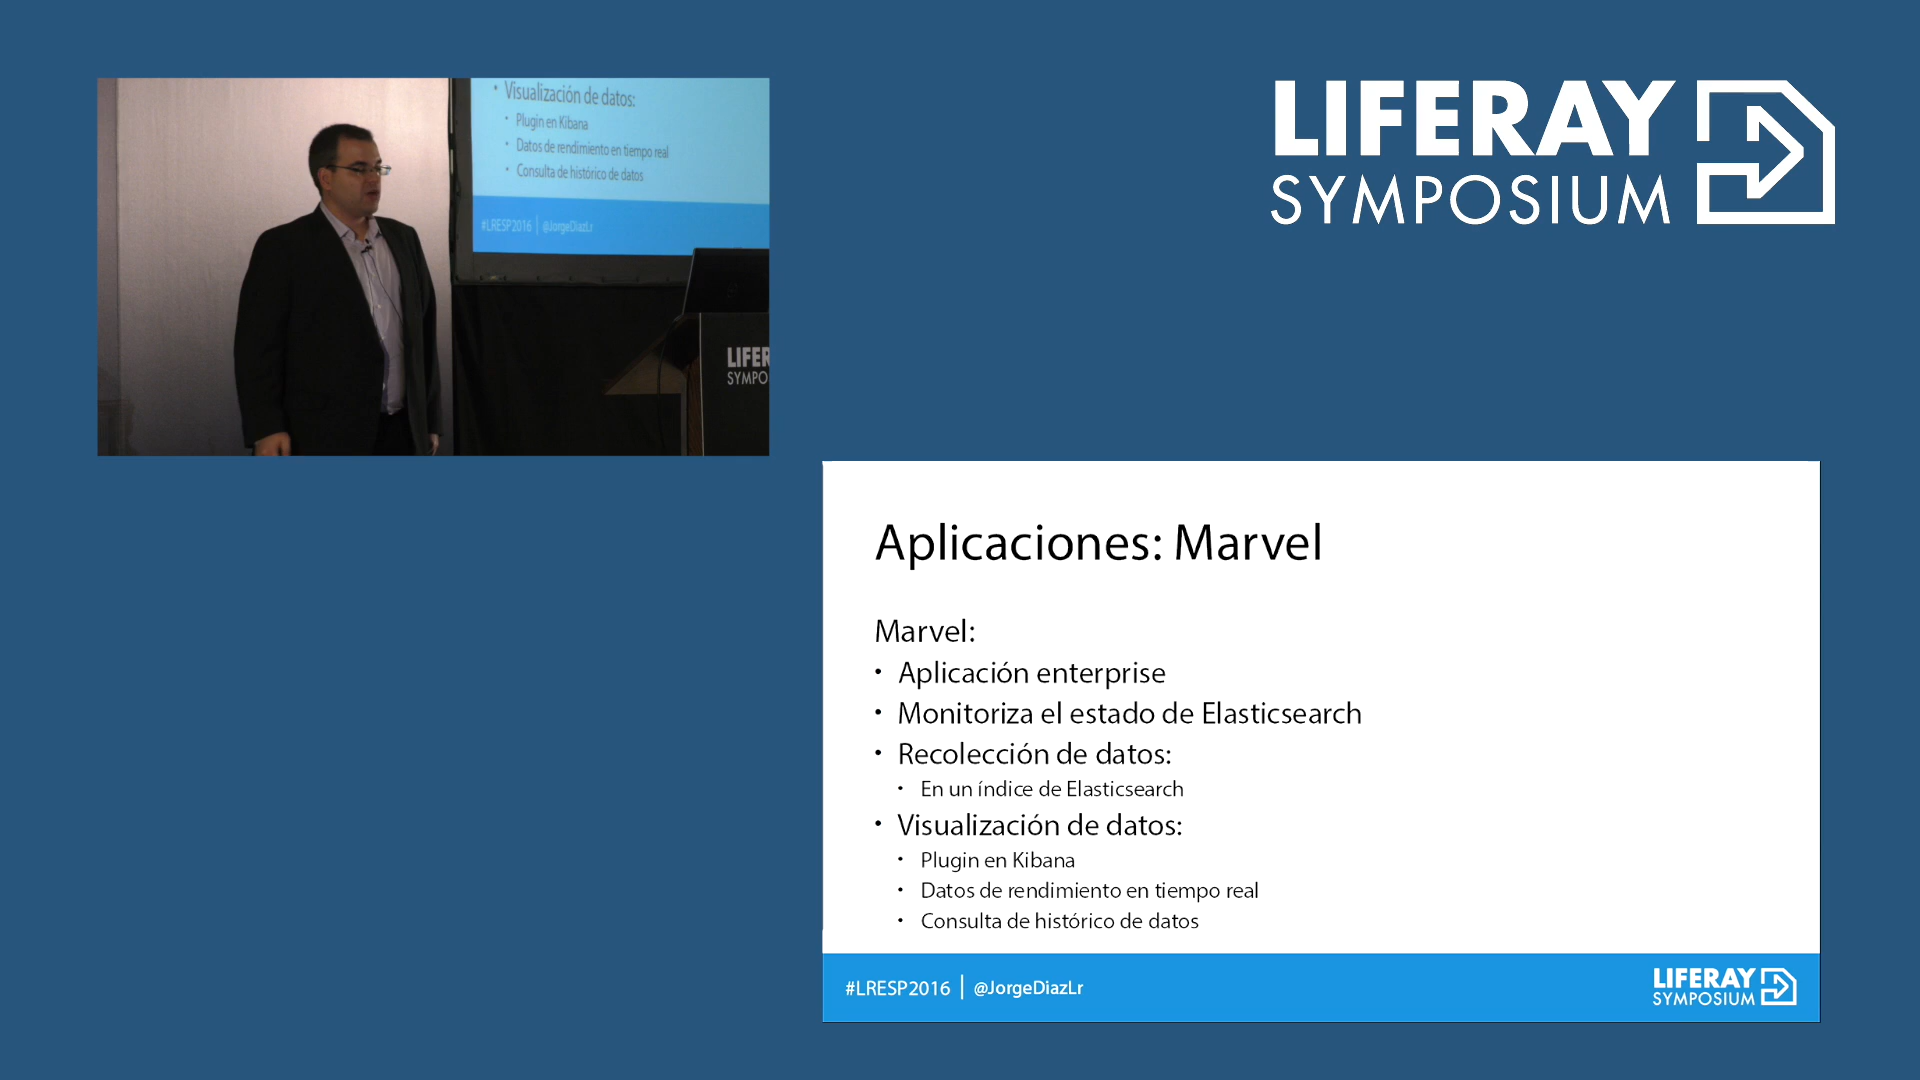 Visualización de datos:
Plugin en Kibana
Datos de rendimiento en tiempo real
Consulta de histórico de datos
#LRESP2016 | @JorgeDiazLr
LIFER
SYMPO
LIFERAY
SYMPOSIUM
Aplicaciones: Marvel
Marvel:
• Aplicación enterprise
• Monitoriza el estado de Elasticsearch
• Recolección de datos:
• En un índice de Elasticsearch
• Visualización de datos:
• Plugin en Kibana
• Datos de rendimiento en tiempo real
• Consulta de histórico de datos
#LRESP2016 | @JorgeDiazLr
LIFERAY
SYMPOSIUM